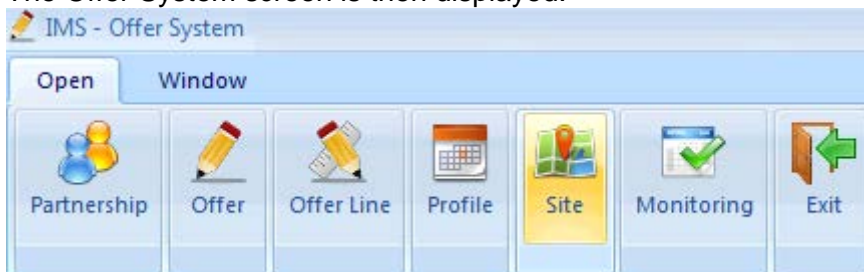 The Offer System screen is then displayed.
IMS - Offer System
Open Window
Partnership Offer Offer Line Profile Site Monitoring Exit